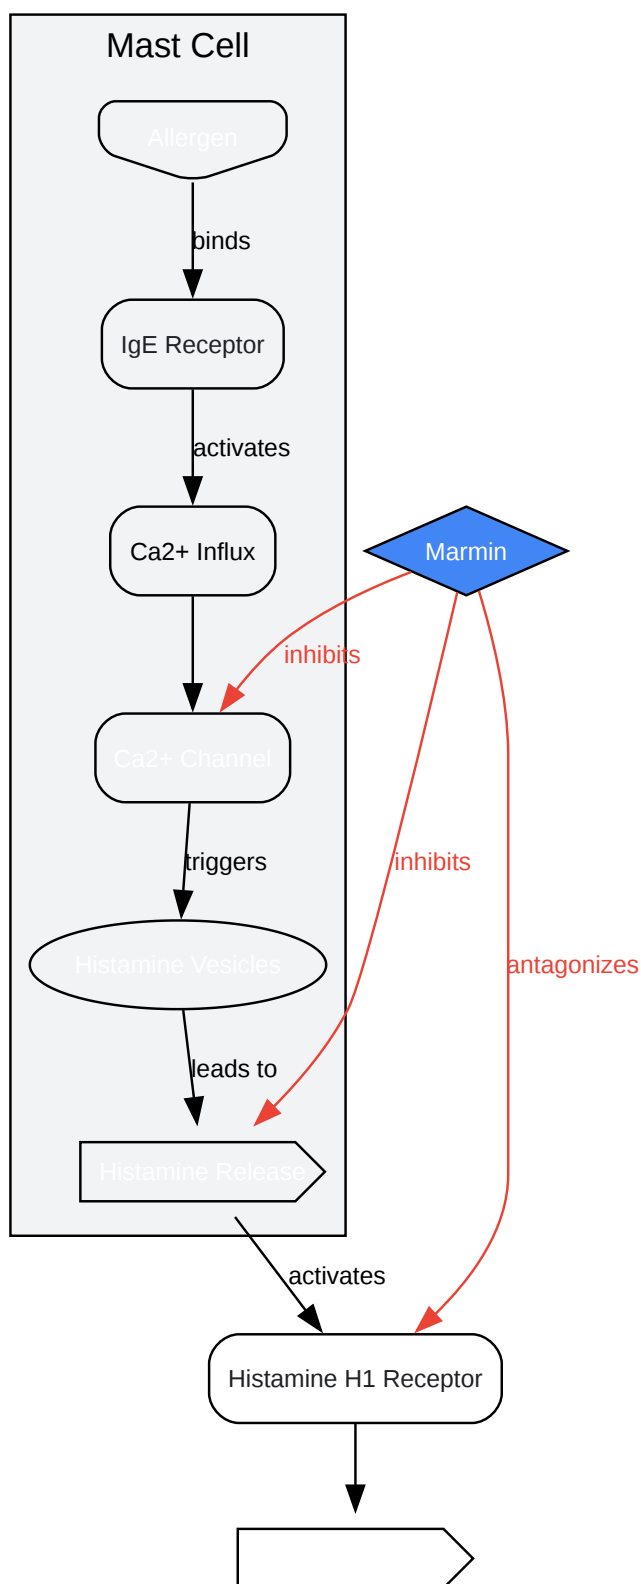 Mast Cell
Allergen
binds
IgE Receptor
activates
Ca2+ Influx
Marmin
inhibits
Ca2+ Channel
triggers
inhibits
Histamine Vesicles
antagonizes
leads to
Histamine Release
activates
Histamine H1 Receptor